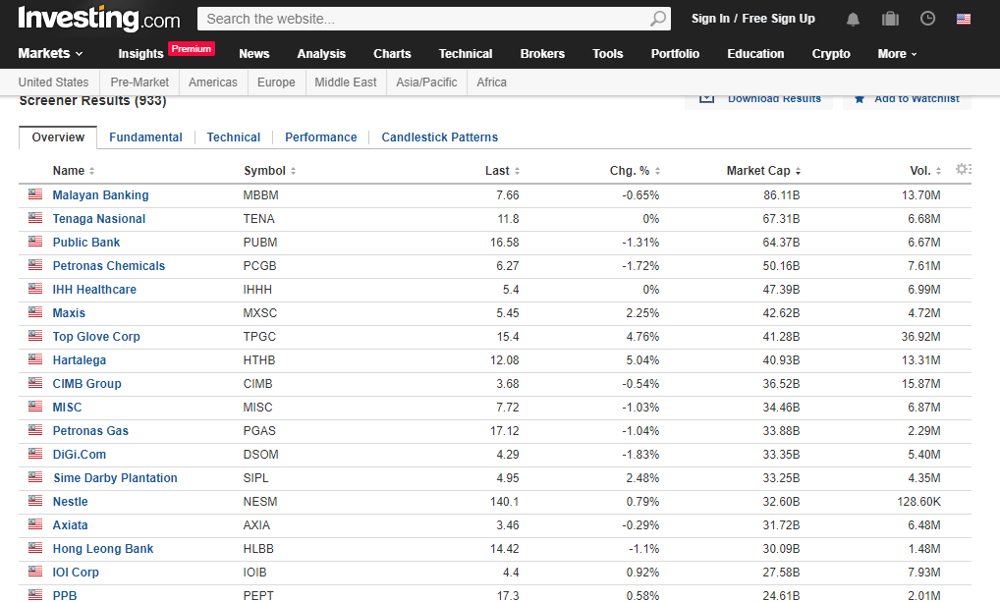 Investing.com Search the website... Sign In / Free Sign Up
Markets Insights Premium News Analysis Charts Technical Brokers Tools Portfolio Education Crypto More
United States Pre-Market Americas Europe Middle East Asia/Pacific Africa
Screener Results (933) Download Results Add to Watchlist
Overview Fundamental Technical Performance Candlestick Patterns
Name Symbol Last Chg. % Market Cap Vol.
Malayan Banking MBBM 7.66 -0.65% 86.11B 13.70M
Tenaga Nasional TENA 11.8 0% 67.31B 6.68M
Public Bank PUBM 16.58 -1.31% 64.37B 6.67M
Petronas Chemicals PCGB 6.27 -1.72% 50.16B 7.61M
IHH Healthcare IHHH 5.4 0% 47.39B 6.99M
Maxis MXSC 5.45 2.25% 42.62B 4.72M
Top Glove Corp TPGC 15.4 4.76% 41.28B 36.92M
Hartalega HTHB 12.08 5.04% 40.93B 13.31M
CIMB Group CIMB 3.68 -0.54% 36.52B 15.87M
MISC MISC 7.72 -1.03% 34.46B 6.87M
Petronas Gas PGAS 17.12 -1.04% 33.88B 2.29M
DiGi.Com DSOM 4.29 -1.83% 33.35B 5.40M
Sime Darby Plantation SIPL 4.95 2.48% 33.25B 4.35M
Nestle NESM 140.1 0.79% 32.60B 128.60K
Axiata AXIA 3.46 -0.29% 31.72B 6.48M
Hong Leong Bank HLBB 14.42 -1.1% 30.09B 1.48M
IOI Corp IOIB 4.4 0.92% 27.58B 7.93M
PPB PEPT 17.3 0.58% 24.61B 2.01M